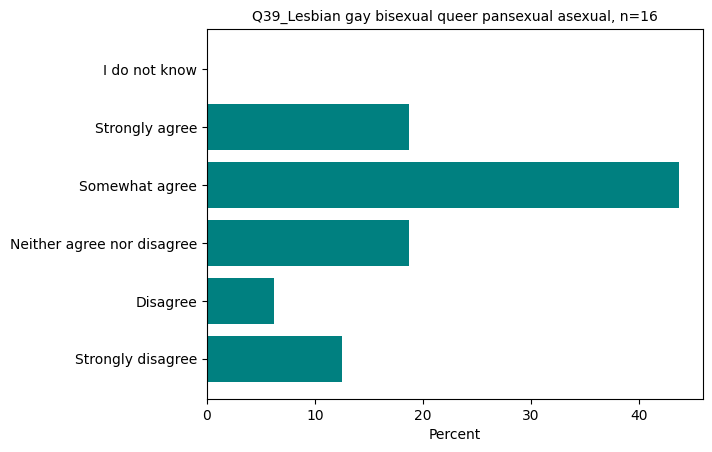 Q39_Lesbian gay bisexual queer pansexual asexual, n=16
I do not know
Strongly agree
Somewhat agree
Neither agree nor disagree
Disagree
Strongly disagree
0 10 20 30 40
Percent